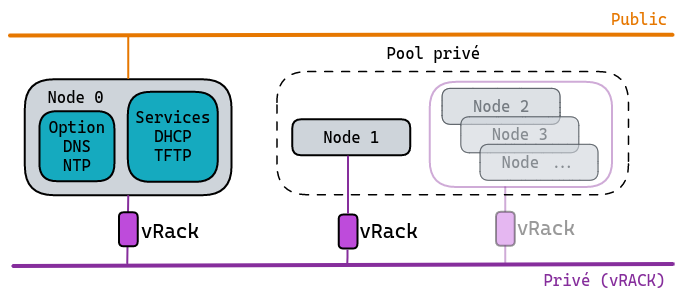 Public
Pool privé
Node 0
Option
DNS
NTP
Services
DHCP
TFTP
Node 1
Node 2
Node 3
Node ...
vRack
vRack
vRack
Privé (vRACK)